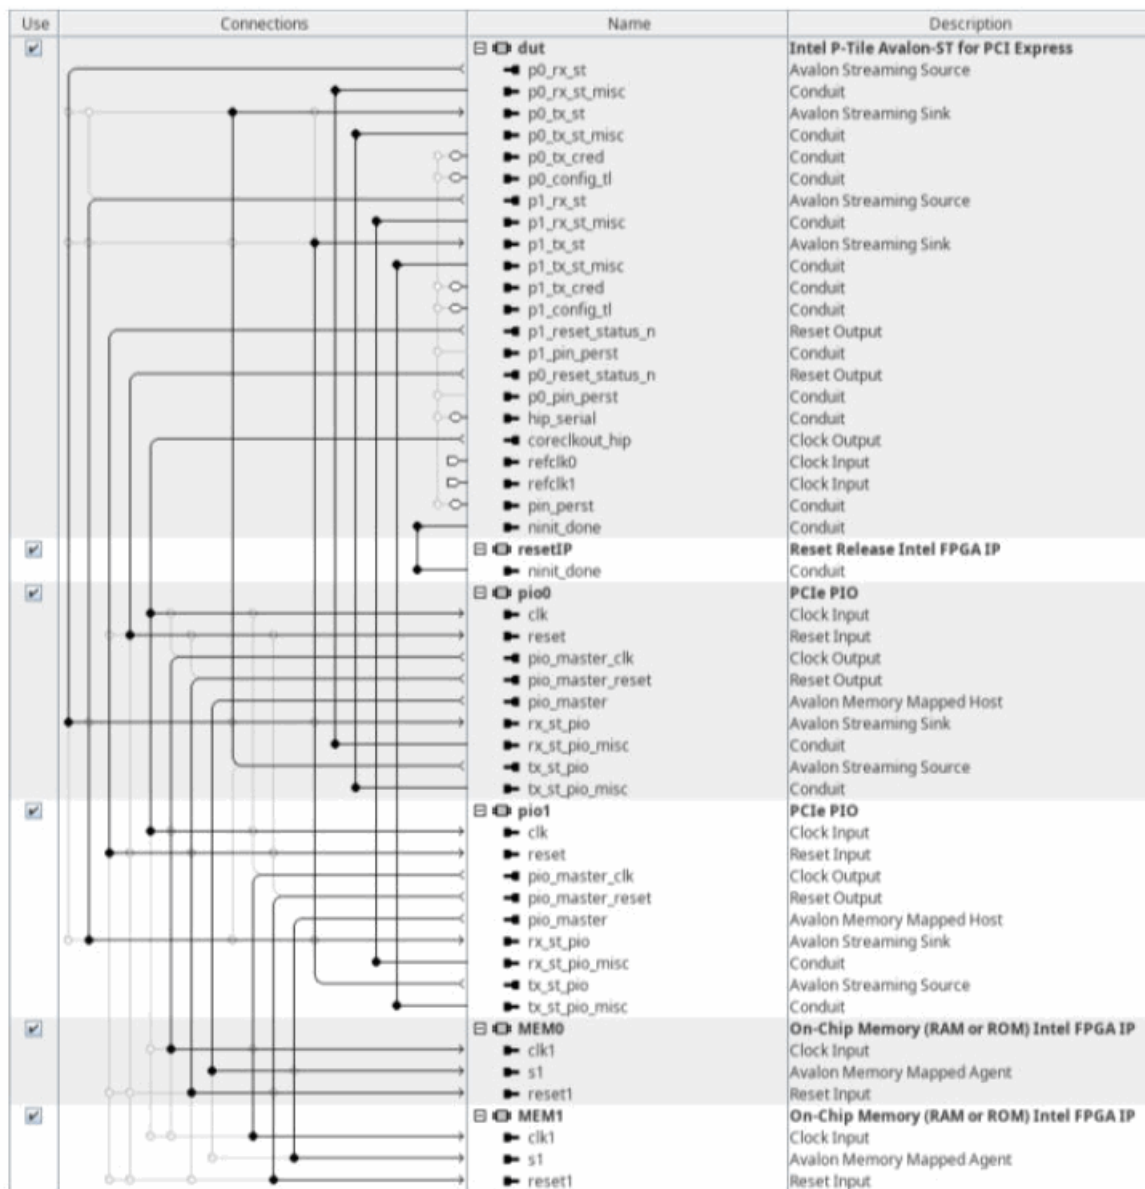 Use Connections Name Description
dut Intel P-Tile Avalon-ST for PCI Express
p0_rx_st Avalon Streaming Source
p0_rx_st_misc Conduit
p0_tx_st Avalon Streaming Sink
p0_tx_st_misc Conduit
p0_tx_cred Conduit
p0_config_tl Conduit
p1_rx_st Avalon Streaming Source
p1_rx_st_misc Conduit
p1_tx_st Avalon Streaming Sink
p1_tx_st_misc Conduit
p1_tx_cred Conduit
p1_config_tl Conduit
p1_reset_status_n Reset Output
p1_pin_perst Conduit
p0_reset_status_n Reset Output
p0_pin_perst Conduit
hip_serial Conduit
coreclkout_hip Clock Output
refclk0 Clock Input
refclk1 Clock Input
pin_perst Conduit
ninit_done Conduit
resetIP Reset Release Intel FPGA IP
ninit_done Conduit
pio0 PCIe PIO
clk Clock Input
reset Reset Input
pio_master_clk Clock Output
pio_master_reset Reset Output
pio_master Avalon Memory Mapped Host
rx_st_pio Avalon Streaming Sink
rx_st_pio_misc Conduit
tx_st_pio Avalon Streaming Source
tx_st_pio_misc Conduit
pio1 PCIe PIO
clk Clock Input
reset Reset Input
pio_master_clk Clock Output
pio_master_reset Reset Output
pio_master Avalon Memory Mapped Host
rx_st_pio Avalon Streaming Sink
rx_st_pio_misc Conduit
tx_st_pio Avalon Streaming Source
tx_st_pio_misc Conduit
MEM0 On-Chip Memory (RAM or ROM) Intel FPGA IP
clk1 Clock Input
s1 Avalon Memory Mapped Agent
reset1 Reset Input
MEM1 On-Chip Memory (RAM or ROM) Intel FPGA IP
clk1 Clock Input
s1 Avalon Memory Mapped Agent
reset1 Reset Input